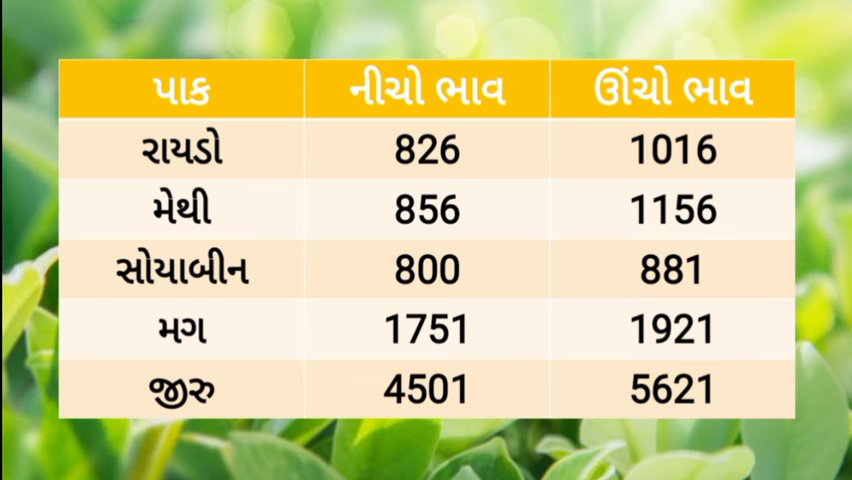 પાક નીચો ભાવ ઊંચો ભાવ
રાયડો 826 1016
મેથી 856 1156
સોયાબીન 800 881
મગ 1751 1921
જીરુ 4501 5621